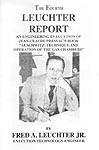 THE FOURTH
LEUCHTER
REPORT
AN ENGINEERING EVALUATION OF
JEAN-CLAUDE PRESSAC'S BOOK
"AUSCHWITZ: TECHNIQUE AND
OPERATION OF THE GAS CHAMBERS"
BY
FRED A. LEUCHTER JR.
EXECUTION TECHNOLOGY ENGINEER